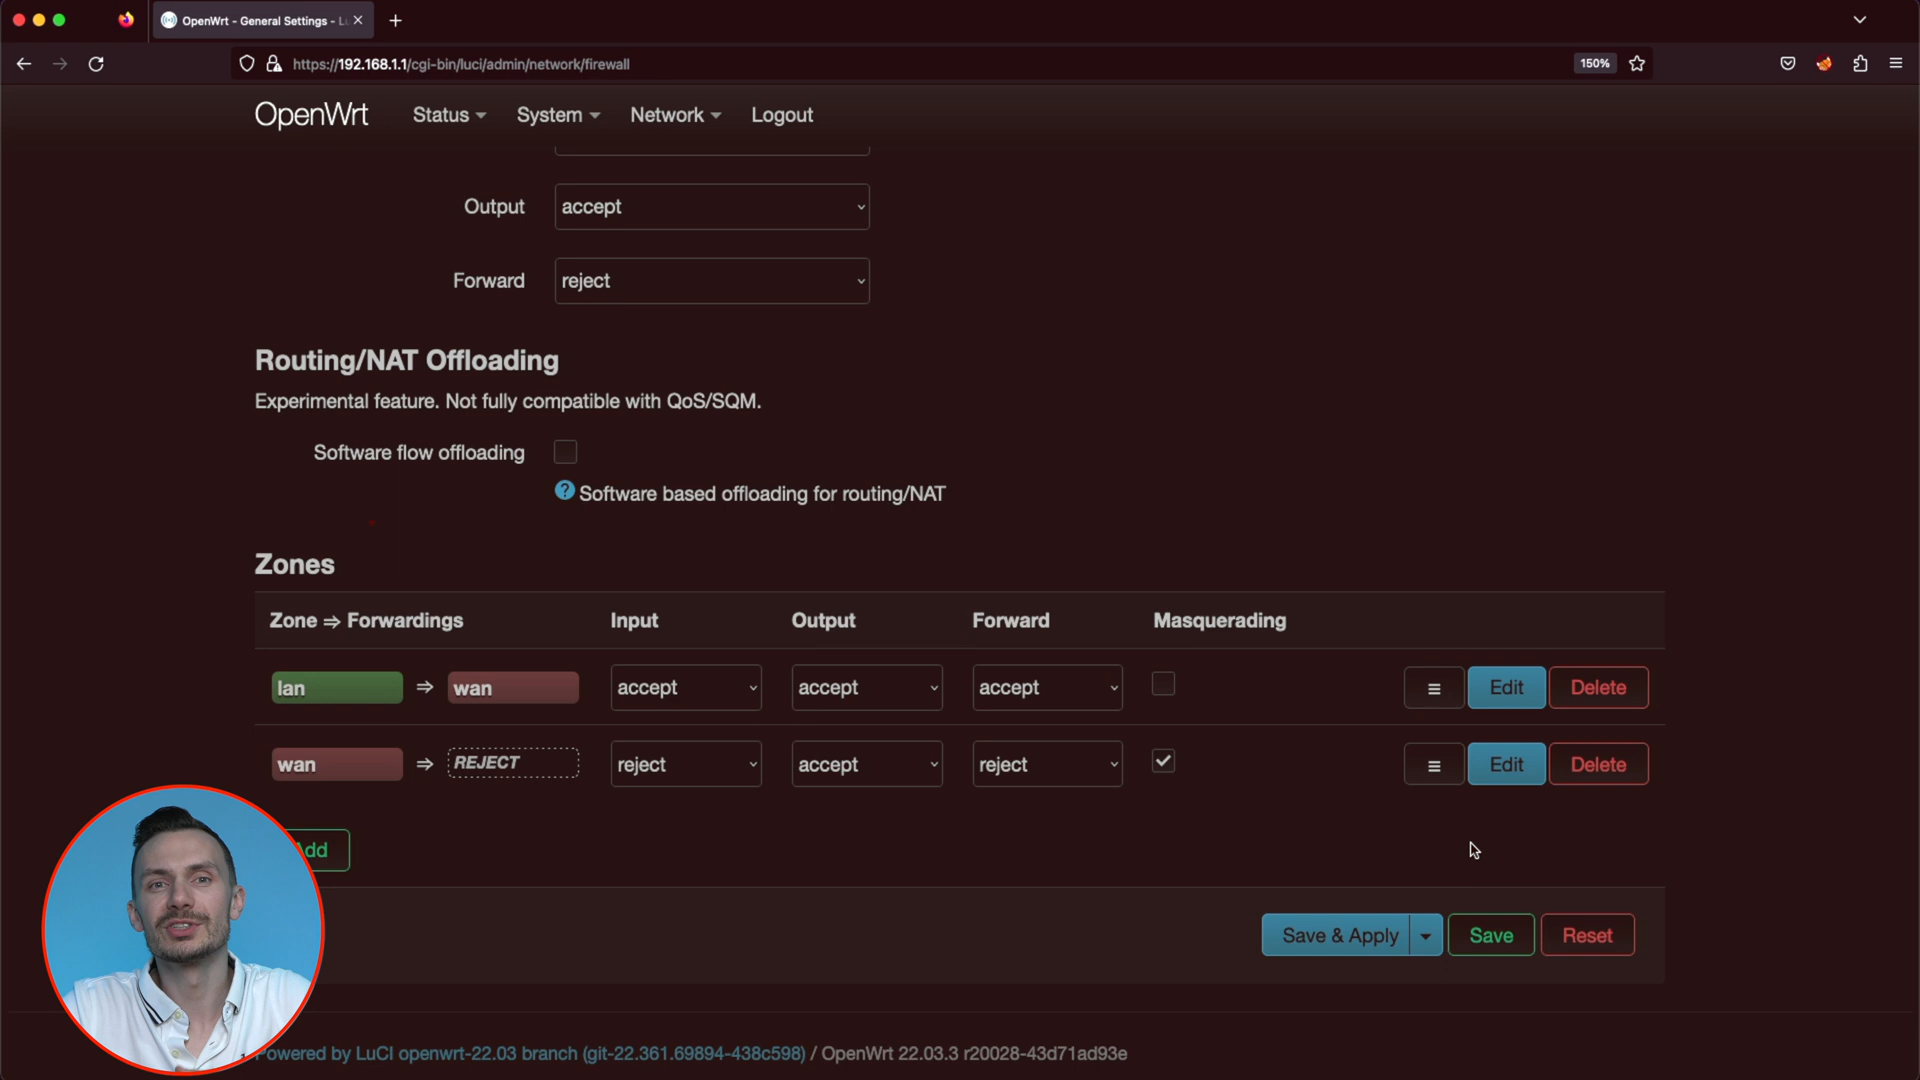 OpenWrt - General Settings - L
https://192.168.1.1/cgi-bin/luci/admin/network/firewall
150%
OpenWrt Status System Network Logout
Output accept
Forward reject
Routing/NAT Offloading
Experimental feature. Not fully compatible with QoS/SQM.
Software flow offloading
Software based offloading for routing/NAT
Zones
Zone ⇒ Forwardings Input Output Forward Masquerading
lan ⇒ wan accept accept accept Edit Delete
wan ⇒ REJECT reject accept reject Edit Delete
Add
Save & Apply Save Reset
Powered by LuCI openwrt-22.03 branch (git-22.361.69894-438c598) / OpenWrt 22.03.3 r20028-43d71ad93e